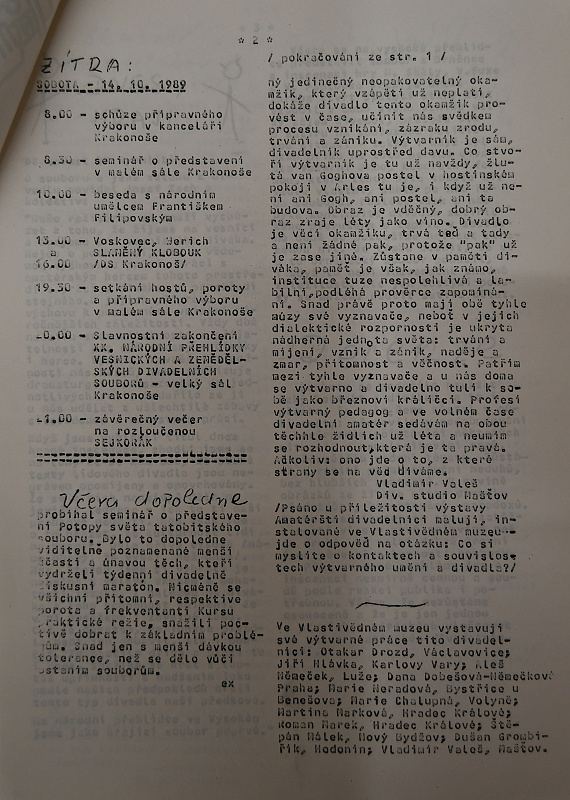 * 2 *
ZÍTRA:
SOBOTA - 14. 10. 1989
8.00 - schůze přípravného
výboru v kanceláři
Krakonoše
8.30 - seminář o představení
v malém sále Krakonoše
10.00 - beseda s národním
umělcem Františkem
Filipovským
13.00 - Voskovec, Werich
a SLAMĚNÝ KLOBOUK
16.00 /DS Krakonoš/
19.30 - setkání hostů, poroty
a přípravného výboru
v malém sále Krakonoše
20.00 - Slavnostní zakončení
XX. NÁRODNÍ PŘEHLÍDKY
VESNICKÝCH A ZEMĚDĚL-
SKÝCH DIVADELNÍCH
SOUBORŮ - velký sál
Krakonoše
21.00 - závěrečný večer
na rozloučenou
SEJKORÁK
Včera dopoledne
probíhal seminář o představe-
ní Potopy světa tatobitského
souboru. Bylo to dopoledne
viditelně poznamenané menší
účastí a únavou těch, kteří
vydrželi týdenní divadelně
diskusní maratón. Nicméně se
všichni přítomní, respektive
porota a frekventanti Kursu
praktické režie, snažili poc-
tivě dobrat k základním problé-
mům. Snad jen s menší dávkou
tolerance, než se dělo vůči
ostaním souborům.
ex
/ pokračování ze str. 1 /
ný jedinečný neopakovatelný oka-
mžik, který vzápětí už neplatí,
dokáže divadlo tento okamžik pro-
vést v čase, učinit nás svědkem
procesu vznikání, zázraku zrodu,
trvání a zániku. Výtvarník je sám,
divadelník uprostřed davu. Co stvo-
ří výtvarník je tu už navždy, žlu-
tá van Goghova postel v hostinském
pokoji v Arles tu je, i když už ne-
ní ani Gogh, ani postel, ani ta
budova. Obraz je vděčný, dobrý ob-
raz zraje léty jako víno. Divadlo
je věcí okamžiku, trvá teď a tady
a není žádné pak, protože "pak" už
je zase jiné. Zůstane v paměti di-
váka, paměť je však, jak známo,
instituce tuze nespolehlivá a la-
bilní,podléhá prověrce zapomíná-
ní. Snad právě proto mají obě tyhle
múzy své vyznavače, neboť v jejich
dialektické rozpornosti je ukryta
nádherná jednota světa: trvání a
míjení, vznik a zánik, naděje a
zmar, přítomnost a věčnost. Patřím
mezi tyhle vyznavače a u nás doma
se výtvarno a divadelno tulí k so-
bě jako březnoví králíčci. Profesí
výtvarný pedagog a ve volném čase
divadelní amatér sedávám na obou
těchhle židlích už léta a neumím
se rozhodnout,která je ta pravá.
Ačkoliv: ono jde o to, z které
strany se na věc díváme.
Vladimír Valeš
Div. studio Mašťov
/Psáno u příležitosti výstavy
Amatérští divadelníci malují, in-
stalované ve Vlastivědném muzeu--
jde o odpověď na otázku: Co si
myslíte o kontaktech a souvislos-
tech výtvarného umění a divadla?/
Ve Vlastivědném muzeu vystavují
své výtvarné práce tito divadel-
níci: Otakar Drozd, Václavovice;
Jiří Hlávka, Karlovy Vary; Aleš
Němeček, Luže; Dana Dobešová-Němečkov
Praha; Marie Neradová, Bystřice u
Benešova; Marie Chalupná, Volyně;
Martina Marková, Hradec Králové;
Roman Marek, Hradec Králové; Ště-
pán Málek, Nový Bydžov; Dušan Grombi-
řík, Hodonín; Vladimír Valeš, Mašťov.